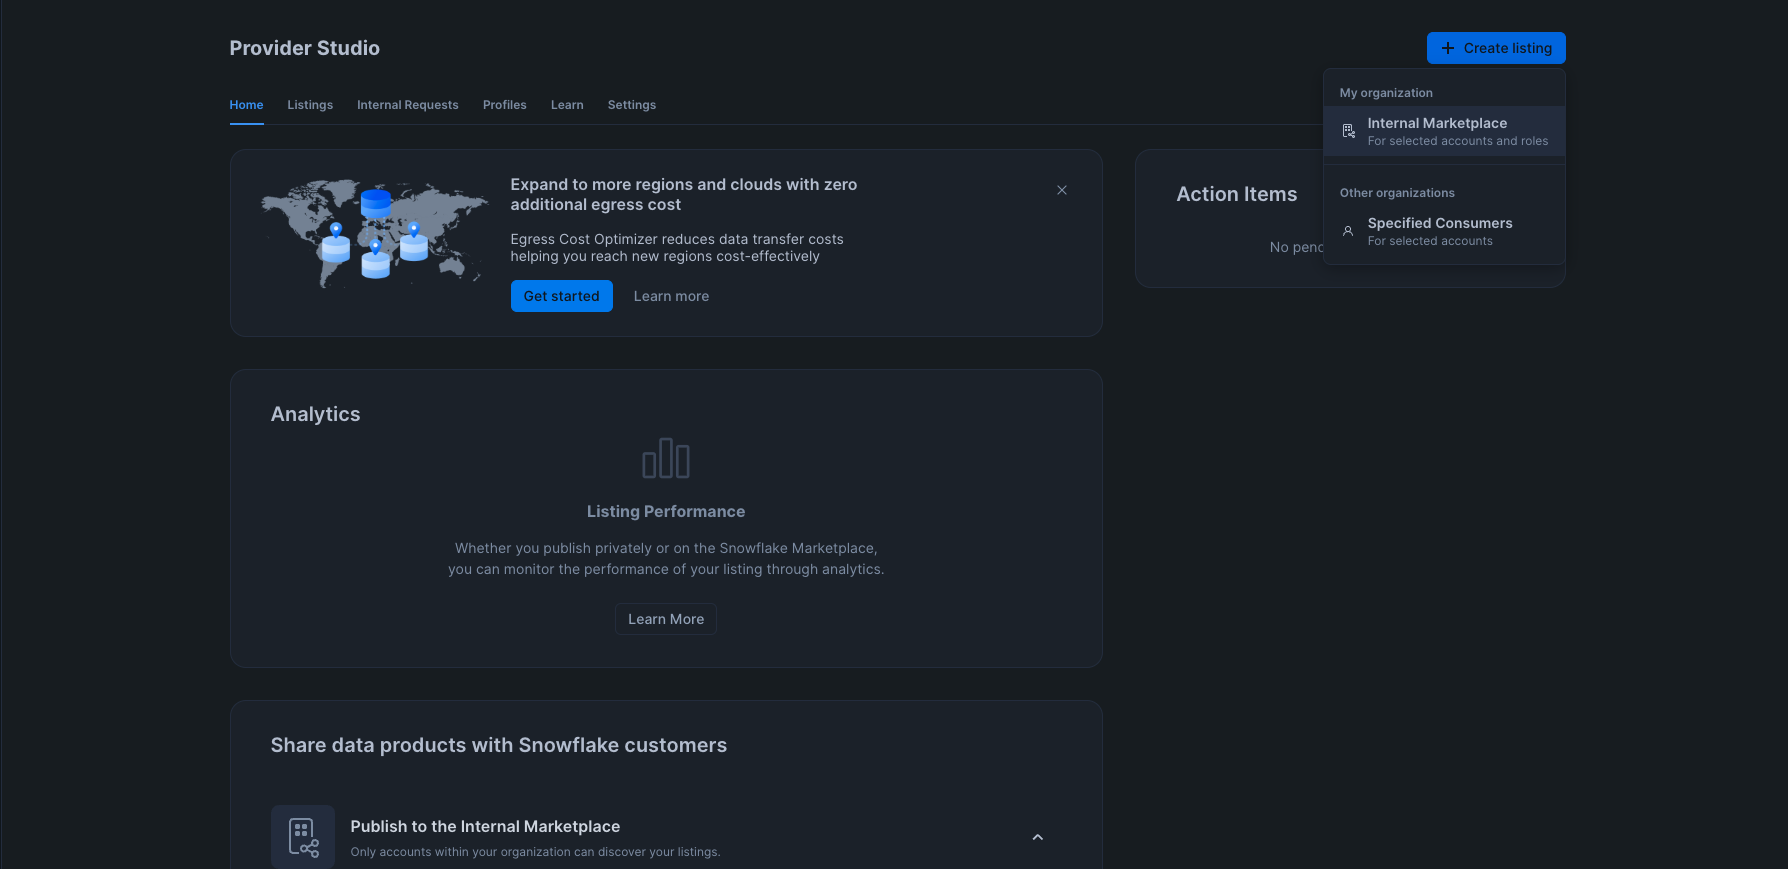 Provider Studio
Create listing
Home Listings Internal Requests Profiles Learn Settings
My organization
Internal Marketplace
For selected accounts and roles
Other organizations
Specified Consumers
For selected accounts
Expand to more regions and clouds with zero
additional egress cost
Egress Cost Optimizer reduces data transfer costs
helping you reach new regions cost-effectively
Get started Learn more
Action Items
No
Analytics
Listing Performance
Whether you publish privately or on the Snowflake Marketplace,
you can monitor the performance of your listing through analytics.
Learn More
Share data products with Snowflake customers
Publish to the Internal Marketplace
Only accounts within your organization can discover your listings.